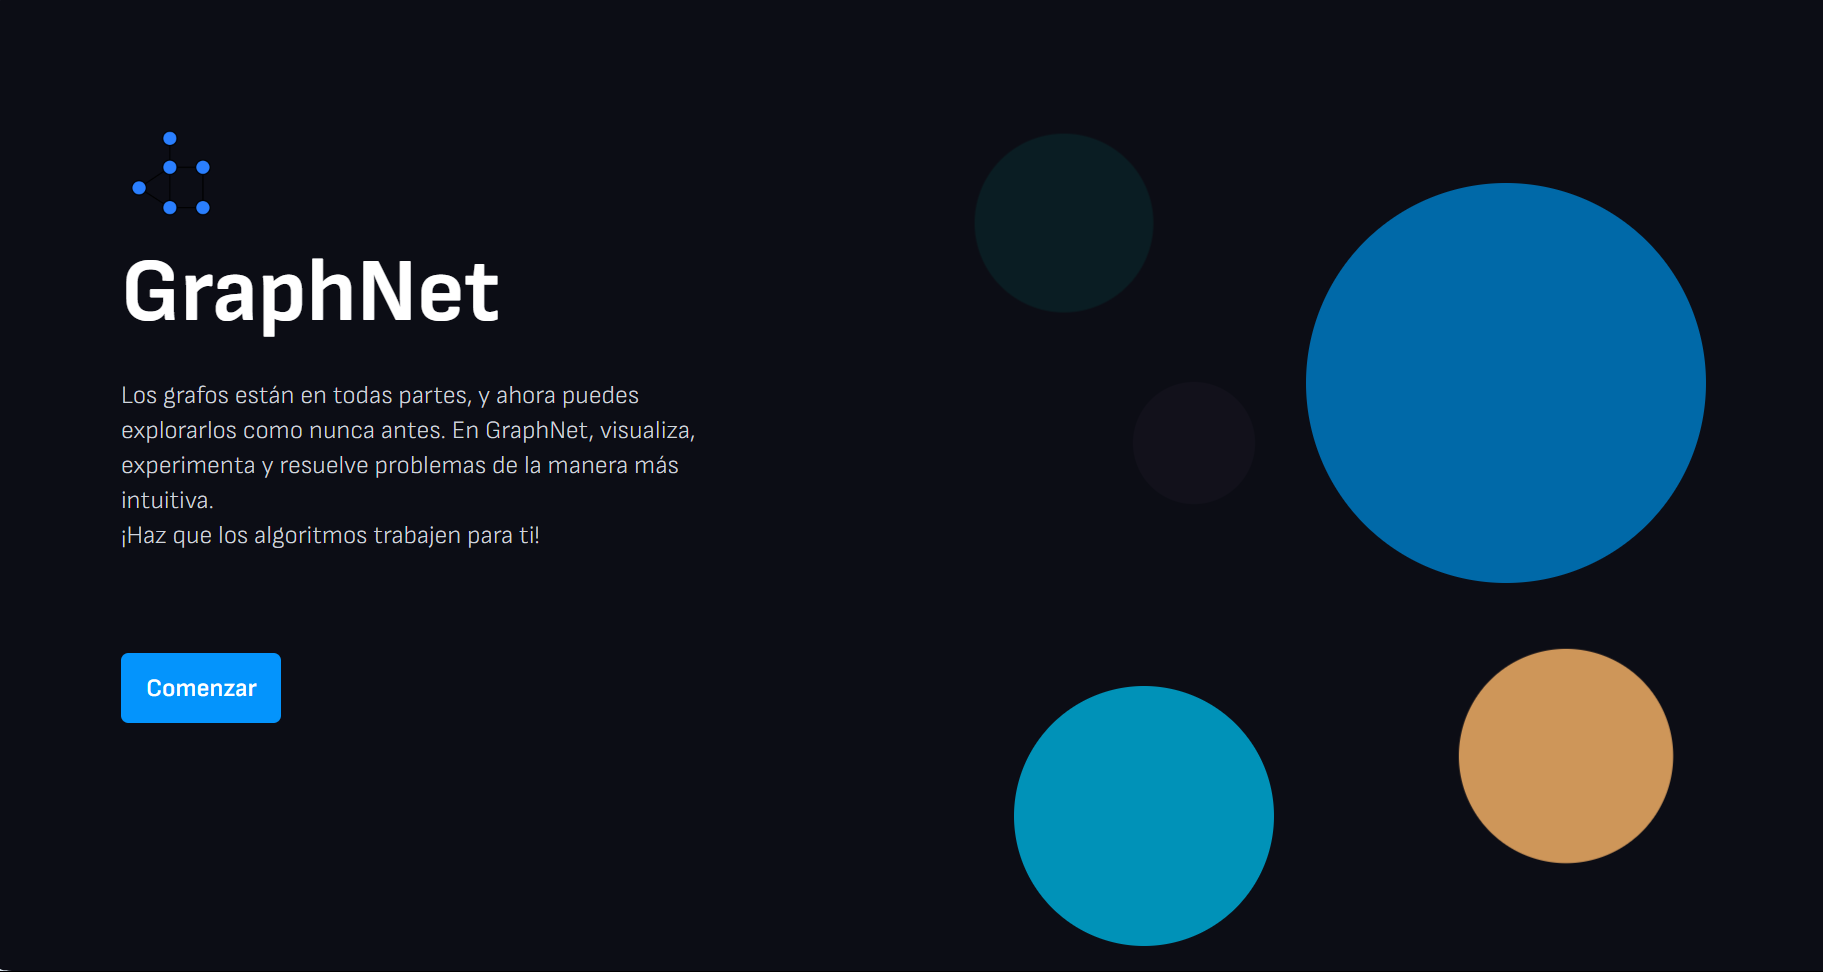 GraphNet
Los grafos están en todas partes, y ahora puedes
explorarlos como nunca antes. En GraphNet, visualiza,
experimenta y resuelve problemas de la manera más
intuitiva.
¡Haz que los algoritmos trabajen para ti!
Comenzar